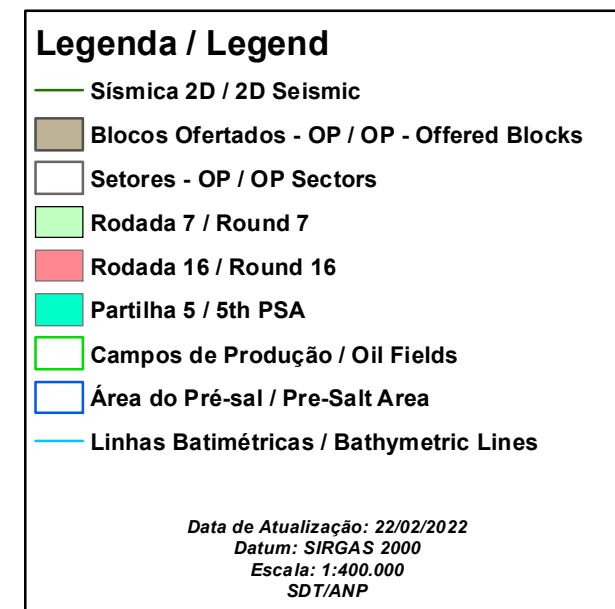 Legenda / Legend
Sísmica 2D / 2D Seismic
Blocos Ofertados - OP / OP - Offered Blocks
Setores - OP / OP Sectors
Rodada 7 / Round 7
Rodada 16 / Round 16
Partilha 5 / 5th PSA
Campos de Produção / Oil Fields
Área do Pré-sal / Pre-Salt Area
Linhas Batimétricas / Bathymetric Lines
Data de Atualização: 22/02/2022
Datum: SIRGAS 2000
Escala: 1:400.000
SDT/ANP